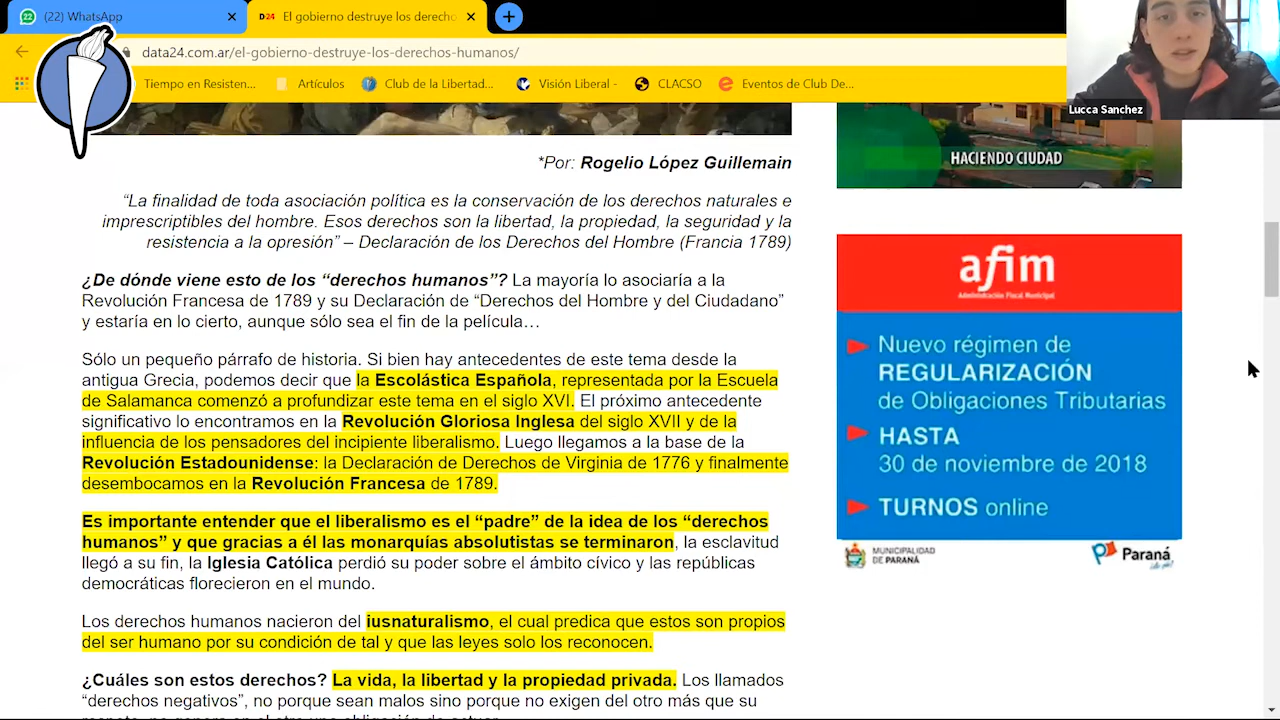 (22) WhatsApp
D24 El gobierno destruye los derecho
data24.com.ar/el-gobierno-destruye-los-derechos-humanos/
Tiempo en Resisten...
Artículos
Club de la Libertad...
Visión Liberal -
CLACSO
Eventos de Club De...
Lucca Sanchez
HACIENDO CIUDAD
*Por: Rogelio López Guillemain
“La finalidad de toda asociación política es la conservación de los derechos naturales e
imprescriptibles del hombre. Esos derechos son la libertad, la propiedad, la seguridad y la
resistencia a la opresión” – Declaración de los Derechos del Hombre (Francia 1789)
¿De dónde viene esto de los “derechos humanos”? La mayoría lo asociaría a la
Revolución Francesa de 1789 y su Declaración de “Derechos del Hombre y del Ciudadano”
y estaría en lo cierto, aunque sólo sea el fin de la película…
Sólo un pequeño párrafo de historia. Si bien hay antecedentes de este tema desde la
antigua Grecia, podemos decir que la Escolástica Española, representada por la Escuela
de Salamanca comenzó a profundizar este tema en el siglo XVI. El próximo antecedente
significativo lo encontramos en la Revolución Gloriosa Inglesa del siglo XVII y de la
influencia de los pensadores del incipiente liberalismo. Luego llegamos a la base de la
Revolución Estadounidense: la Declaración de Derechos de Virginia de 1776 y finalmente
desembocamos en la Revolución Francesa de 1789.
Es importante entender que el liberalismo es el “padre” de la idea de los “derechos
humanos” y que gracias a él las monarquías absolutistas se terminaron, la esclavitud
llegó a su fin, la Iglesia Católica perdió su poder sobre el ámbito cívico y las repúblicas
democráticas florecieron en el mundo.
Los derechos humanos nacieron del iusnaturalismo, el cual predica que estos son propios
del ser humano por su condición de tal y que las leyes solo los reconocen.
¿Cuáles son estos derechos? La vida, la libertad y la propiedad privada. Los llamados
“derechos negativos”, no porque sean malos sino porque no exigen del otro más que su
afim
Administración Fiscal Municipal
Nuevo régimen de
REGULARIZACIÓN
de Obligaciones Tributarias
HASTA
30 de noviembre de 2018
TURNOS online
MUNICIPALIDAD
DE PARANÁ
Paraná